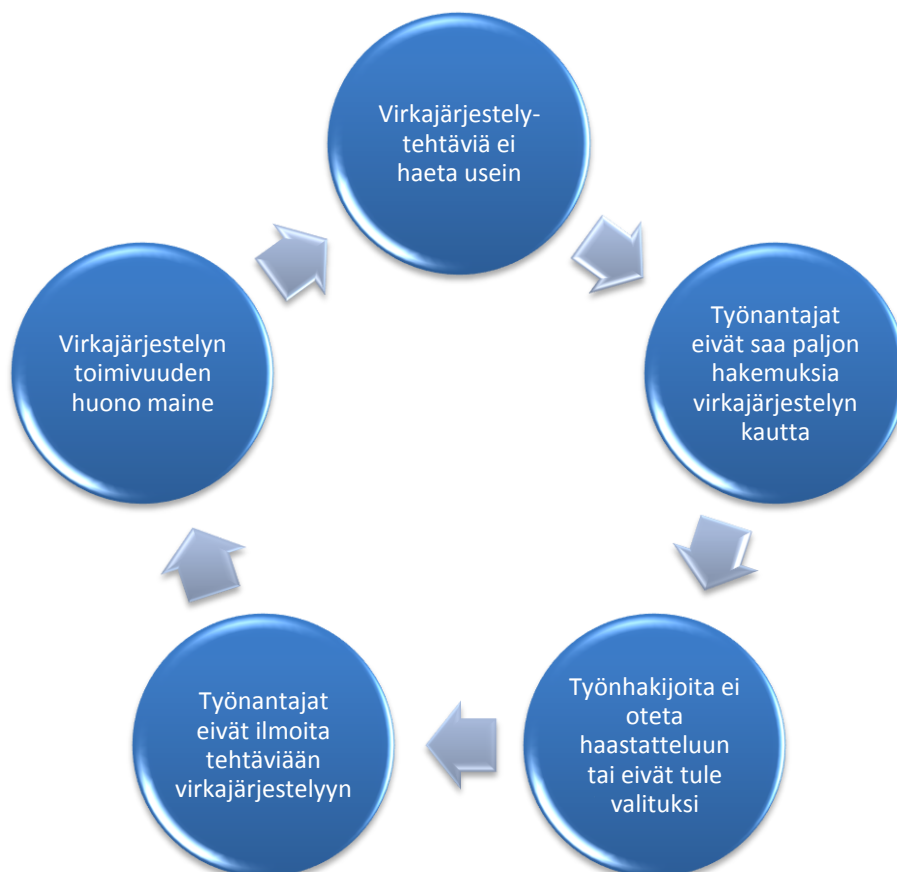 Virkajärjestely-
tehtäviä ei
haeta usein
Työnantajat
eivät saa paljon
hakemuksia
virkajärjestelyn
kautta
Työnhakijoita ei
oteta
haastatteluun
tai eivät tule
valituksi
Työnantajat
eivät ilmoita
tehtäviään
virkajärjestelyyn
Virkajärjestelyn
toimivuuden
huono maine